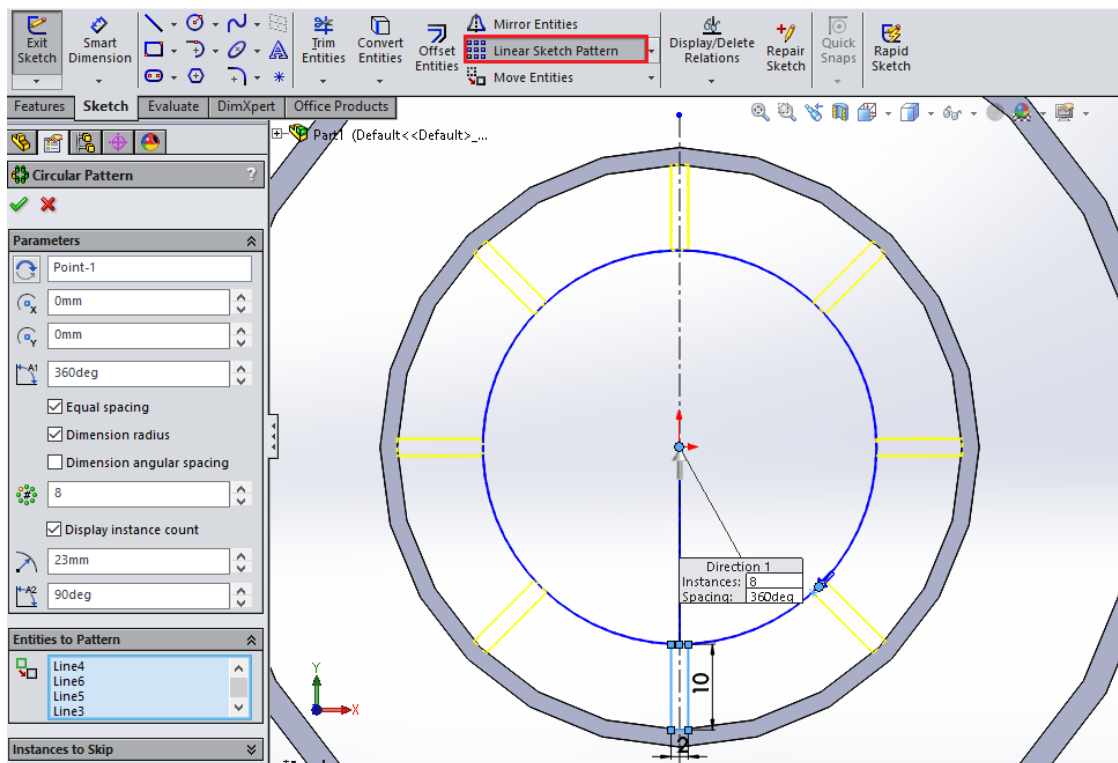 Exit Sketch
Smart Dimension
Trim Entities
Convert Entities
Offset Entities
Mirror Entities
Linear Sketch Pattern
Move Entities
Display/Delete Relations
Repair Sketch
Quick Snaps
Rapid Sketch
Features Sketch Evaluate DimXpert Office Products
Part1 (Default<<Default>_...
Circular Pattern ?
Parameters
Point-1
X 0mm
Y 0mm
A1 360deg
Equal spacing
Dimension radius
Dimension angular spacing
# 8
Display instance count
23mm
A2 90deg
Entities to Pattern
Line4
Line6
Line5
Line3
Instances to Skip
Direction 1
Instances: 8
Spacing: 360deg
10
2
Y
X